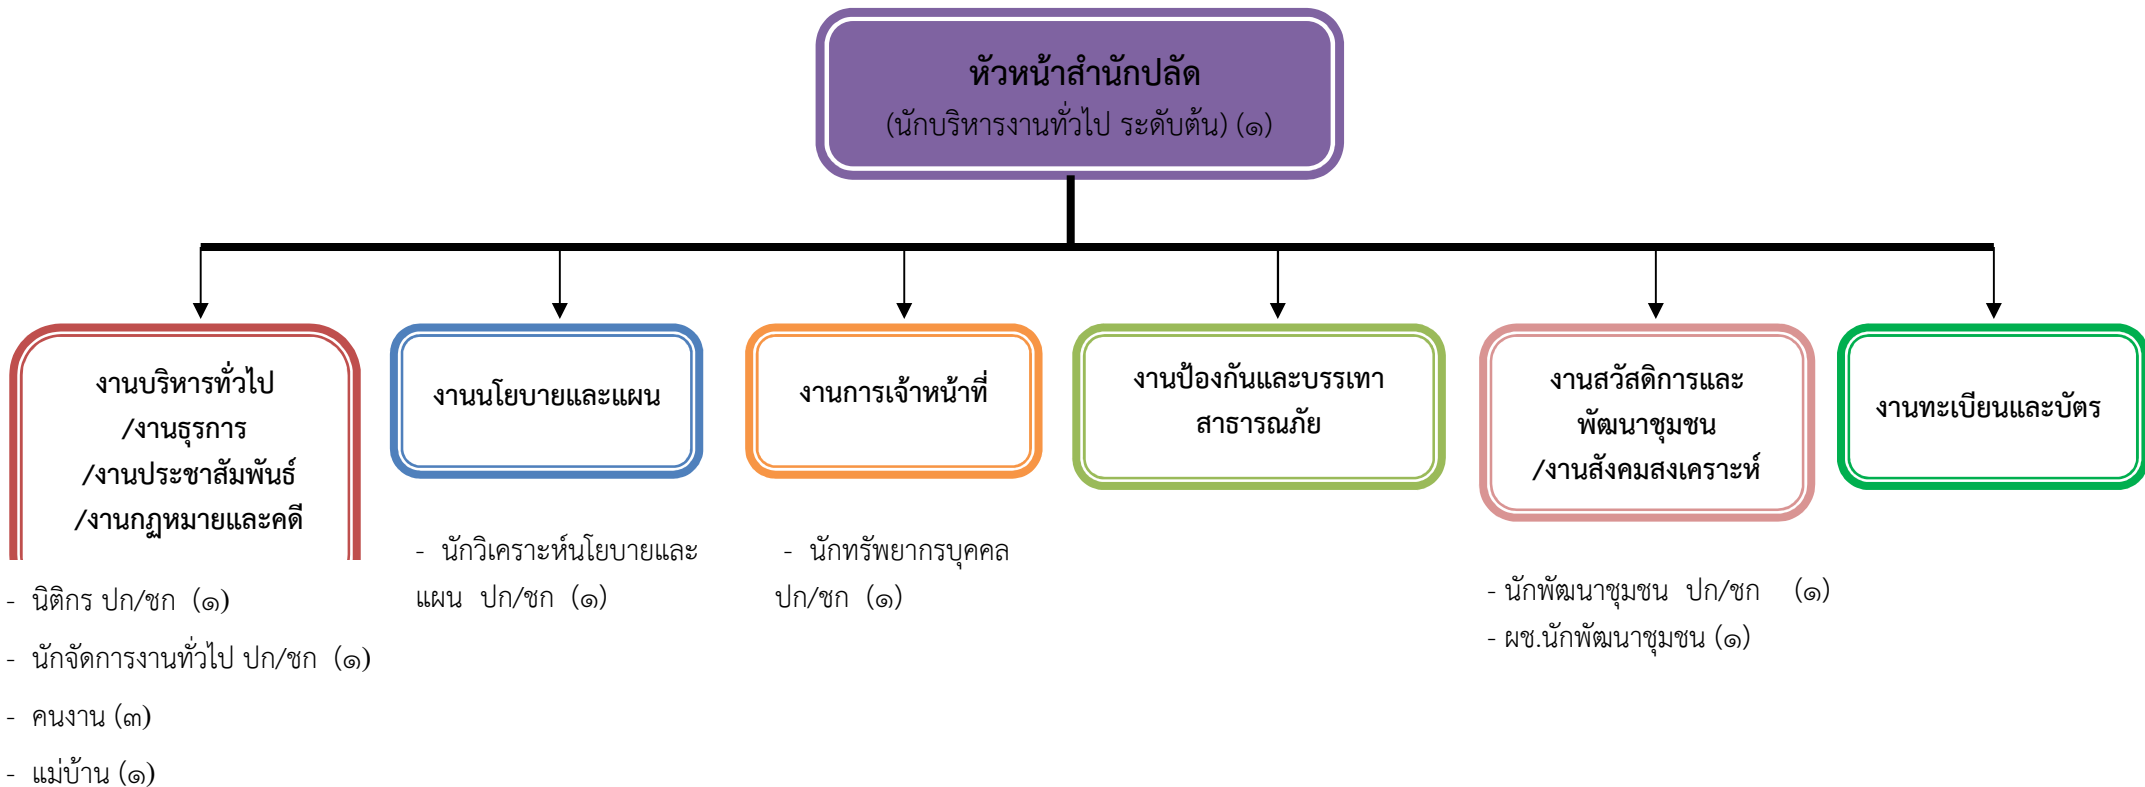 หัวหน้าสำนักปลัด
(นักบริหารงานทั่วไป ระดับต้น) (๑)
งานบริหารทั่วไป
/งานธุรการ
/งานประชาสัมพันธ์
/งานกฎหมายและคดี
- นิติกร ปก/ชก (๑)
- นักจัดการงานทั่วไป ปก/ชก (๑)
- คนงาน (๓)
- แม่บ้าน (๑)
งานนโยบายและแผน
- นักวิเคราะห์นโยบายและ
แผน ปก/ชก (๑)
งานการเจ้าหน้าที่
- นักทรัพยากรบุคคล
ปก/ชก (๑)
งานป้องกันและบรรเทา
สาธารณภัย
งานสวัสดิการและ
พัฒนาชุมชน
/งานสังคมสงเคราะห์
- นักพัฒนาชุมชน ปก/ชก (๑)
- ผช.นักพัฒนาชุมชน (๑)
งานทะเบียนและบัตร